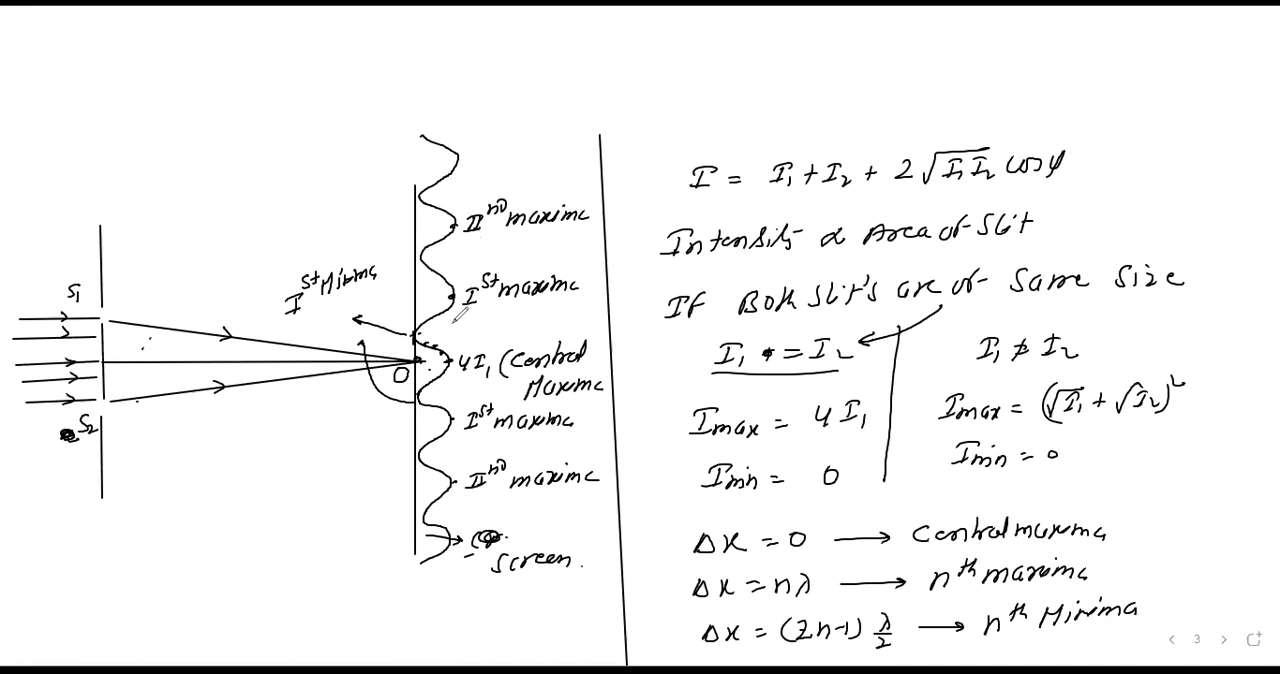 S1
S2
Ist Minima
O
IInd maxima
Ist maxima
4I1 (Central Maxima
Ist maxima
IInd maxima
Screen.
I = I1 + I2 + 2√I1I2 cosφ
Intensity ∝ Area of Slit
If Both Slit's are of Same Size
I1 = I2
Imax = 4I1
Imin = 0
I1 ≠ I2
Imax = (√I1 + √I2)²
Imin = 0
Δx = 0 → Central maxima
Δx = nλ → nth maxima
Δx = (2n-1) λ/2 → nth Minima
3